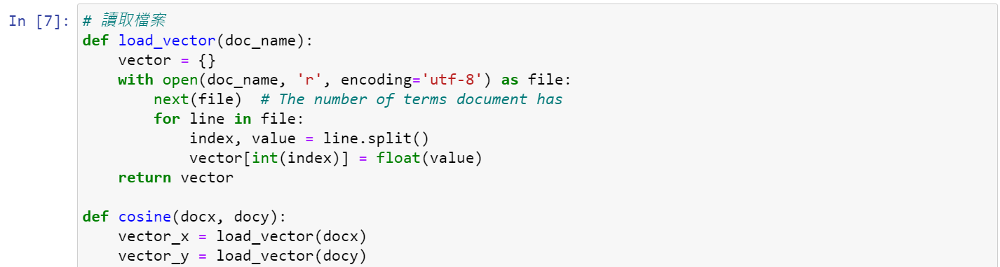 In [7]: # 讀取檔案
def load_vector(doc_name):
    vector = {}
    with open(doc_name, 'r', encoding='utf-8') as file:
        next(file)  # The number of terms document has
        for line in file:
            index, value = line.split()
            vector[int(index)] = float(value)
    return vector

def cosine(docx, docy):
    vector_x = load_vector(docx)
    vector_y = load_vector(docy)